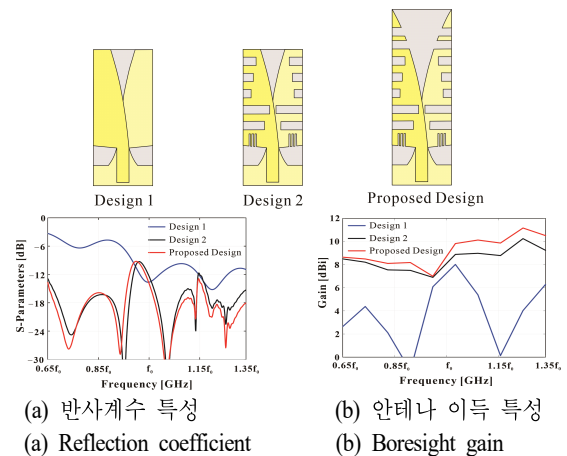 Design 1
Design 2
Proposed Design
S-Parameters [dB]
0
-6
-12
-18
-24
-30
Design 1
Design 2
Proposed Design
0.65f₀
0.85f₀
f₀
1.15f₀
1.35f₀
Frequency [GHz]
Gain [dBi]
12
10
8
6
4
2
0
Design 1
Design 2
Proposed Design
0.65f₀
0.85f₀
f₀
1.15f₀
1.35f₀
Frequency [GHz]
(a) 반사계수 특성
(a) Reflection coefficient
(b) 안테나 이득 특성
(b) Boresight gain